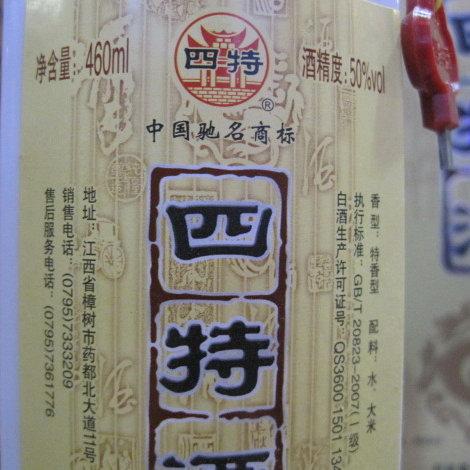 净含量: 460ml
四特
®
酒精度: 50%vol
中国驰名商标
四特酒
香型: 特香型 配料: 水、大米
执行标准: GB/T 20823-2007(一级)
白酒生产许可证号: QS3600 1501 13
地址: 江西省樟树市药都北大道
销售电话: (0795)7333209
售后服务电话: (0795)7361776